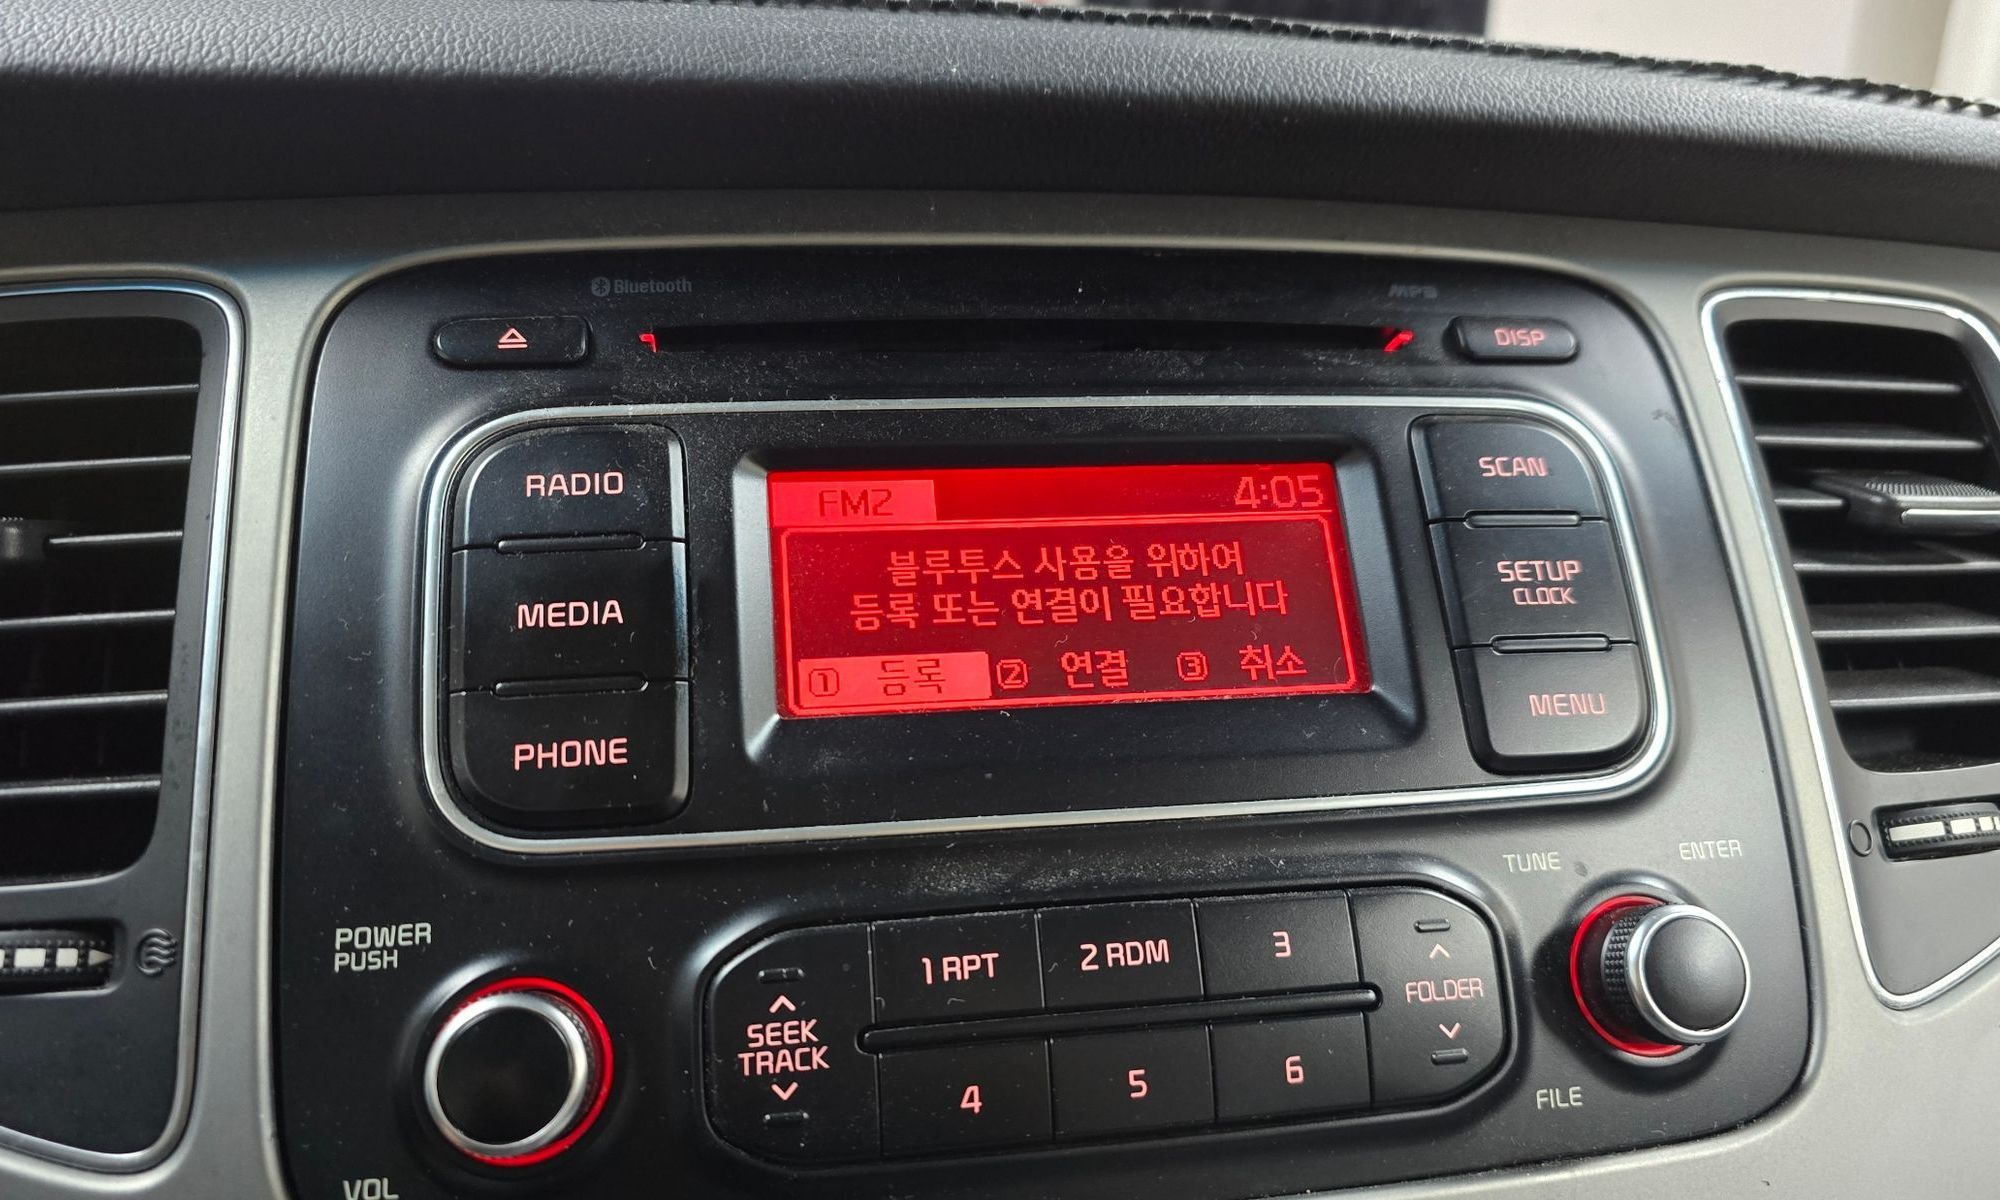 Bluetooth
MP3
DISP
RADIO
MEDIA
PHONE
FM2 4:05
블루투스 사용을 위하여
등록 또는 연결이 필요합니다
① 등록 ② 연결 ③ 취소
SCAN
SETUP
CLOCK
MENU
POWER
PUSH
VOL
SEEK
TRACK
1 RPT
2 RDM
3
4
5
6
FOLDER
TUNE
ENTER
FILE